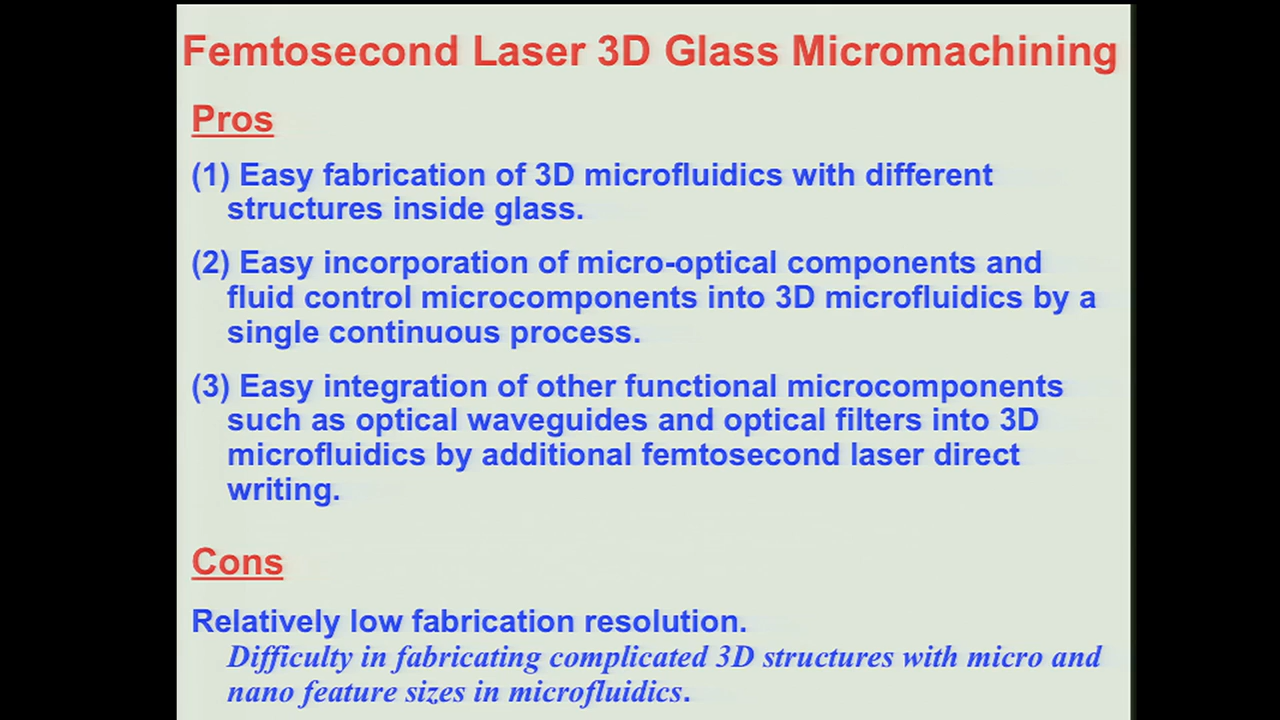 Femtosecond Laser 3D Glass Micromachining
Pros
(1) Easy fabrication of 3D microfluidics with different
structures inside glass.
(2) Easy incorporation of micro-optical components and
fluid control microcomponents into 3D microfluidics by a
single continuous process.
(3) Easy integration of other functional microcomponents
such as optical waveguides and optical filters into 3D
microfluidics by additional femtosecond laser direct
writing.
Cons
Relatively low fabrication resolution.
Difficulty in fabricating complicated 3D structures with micro and
nano feature sizes in microfluidics.